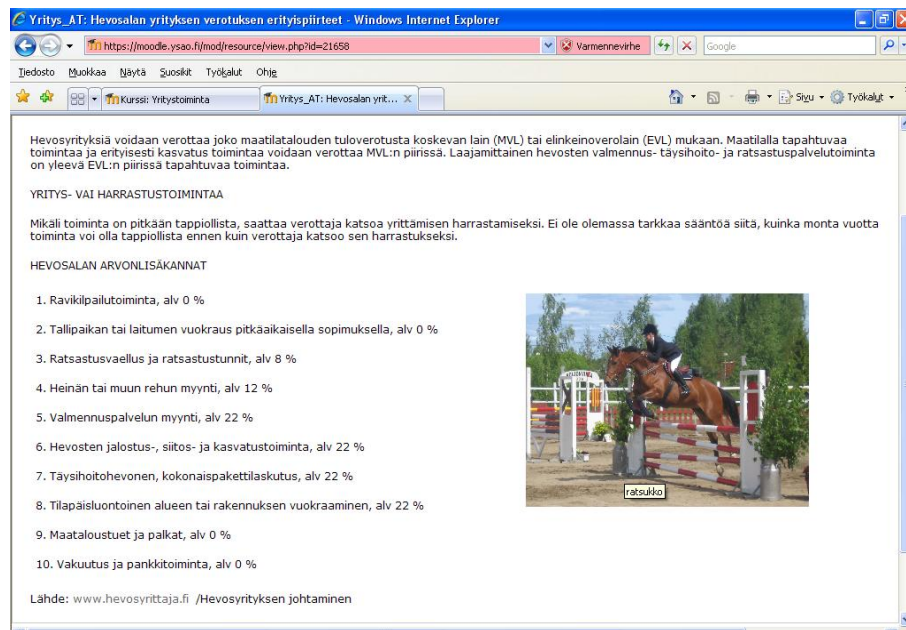 Yritys_AT: Hevosalan yrityksen verotuksen erityispiirteet - Windows Internet Explorer
https://moodle.ysao.fi/mod/resource/view.php?id=21658
Varmennevirhe
Google
Tiedosto Muokkaa Näytä Suosikit Työkalut Ohje
Kurssi: Yritystoiminta
Yritys_AT: Hevosalan yrit...
Sivu
Työkalut
Hevosyrityksiä voidaan verottaa joko maatilatalouden tuloverotusta koskevan lain (MVL) tai elinkeinoverolain (EVL) mukaan. Maatilalla tapahtuvaa
toimintaa ja erityisesti kasvatus toimintaa voidaan verottaa MVL:n piirissä. Laajamittainen hevosten valmennus- täysihoito- ja ratsastuspalvelutoiminta
on yleevä EVL:n piirissä tapahtuvaa toimintaa.
YRITYS- VAI HARRASTUSTOIMINTAA
Mikäli toiminta on pitkään tappiollista, saattaa verottaja katsoa yrittämisen harrastamiseksi. Ei ole olemassa tarkkaa sääntöä siitä, kuinka monta vuotta
toiminta voi olla tappiollista ennen kuin verottaja katsoo sen harrastukseksi.
HEVOSALAN ARVONLISÄKANNAT
1. Ravikilpailutoiminta, alv 0 %
2. Tallipaikan tai laitumen vuokraus pitkäaikaisella sopimuksella, alv 0 %
3. Ratsastusvaellus ja ratsastustunnit, alv 8 %
4. Heinän tai muun rehun myynti, alv 12 %
5. Valmennuspalvelun myynti, alv 22 %
6. Hevosten jalostus-, siitos- ja kasvatustoiminta, alv 22 %
7. Täysihoitohevonen, kokonaispakettilaskutus, alv 22 %
8. Tilapäisluontoinen alueen tai rakennuksen vuokraaminen, alv 22 %
9. Maataloustuet ja palkat, alv 0 %
10. Vakuutus ja pankkitoiminta, alv 0 %
ratsukko
Lähde: www.hevosyrittaja.fi /Hevosyrityksen johtaminen